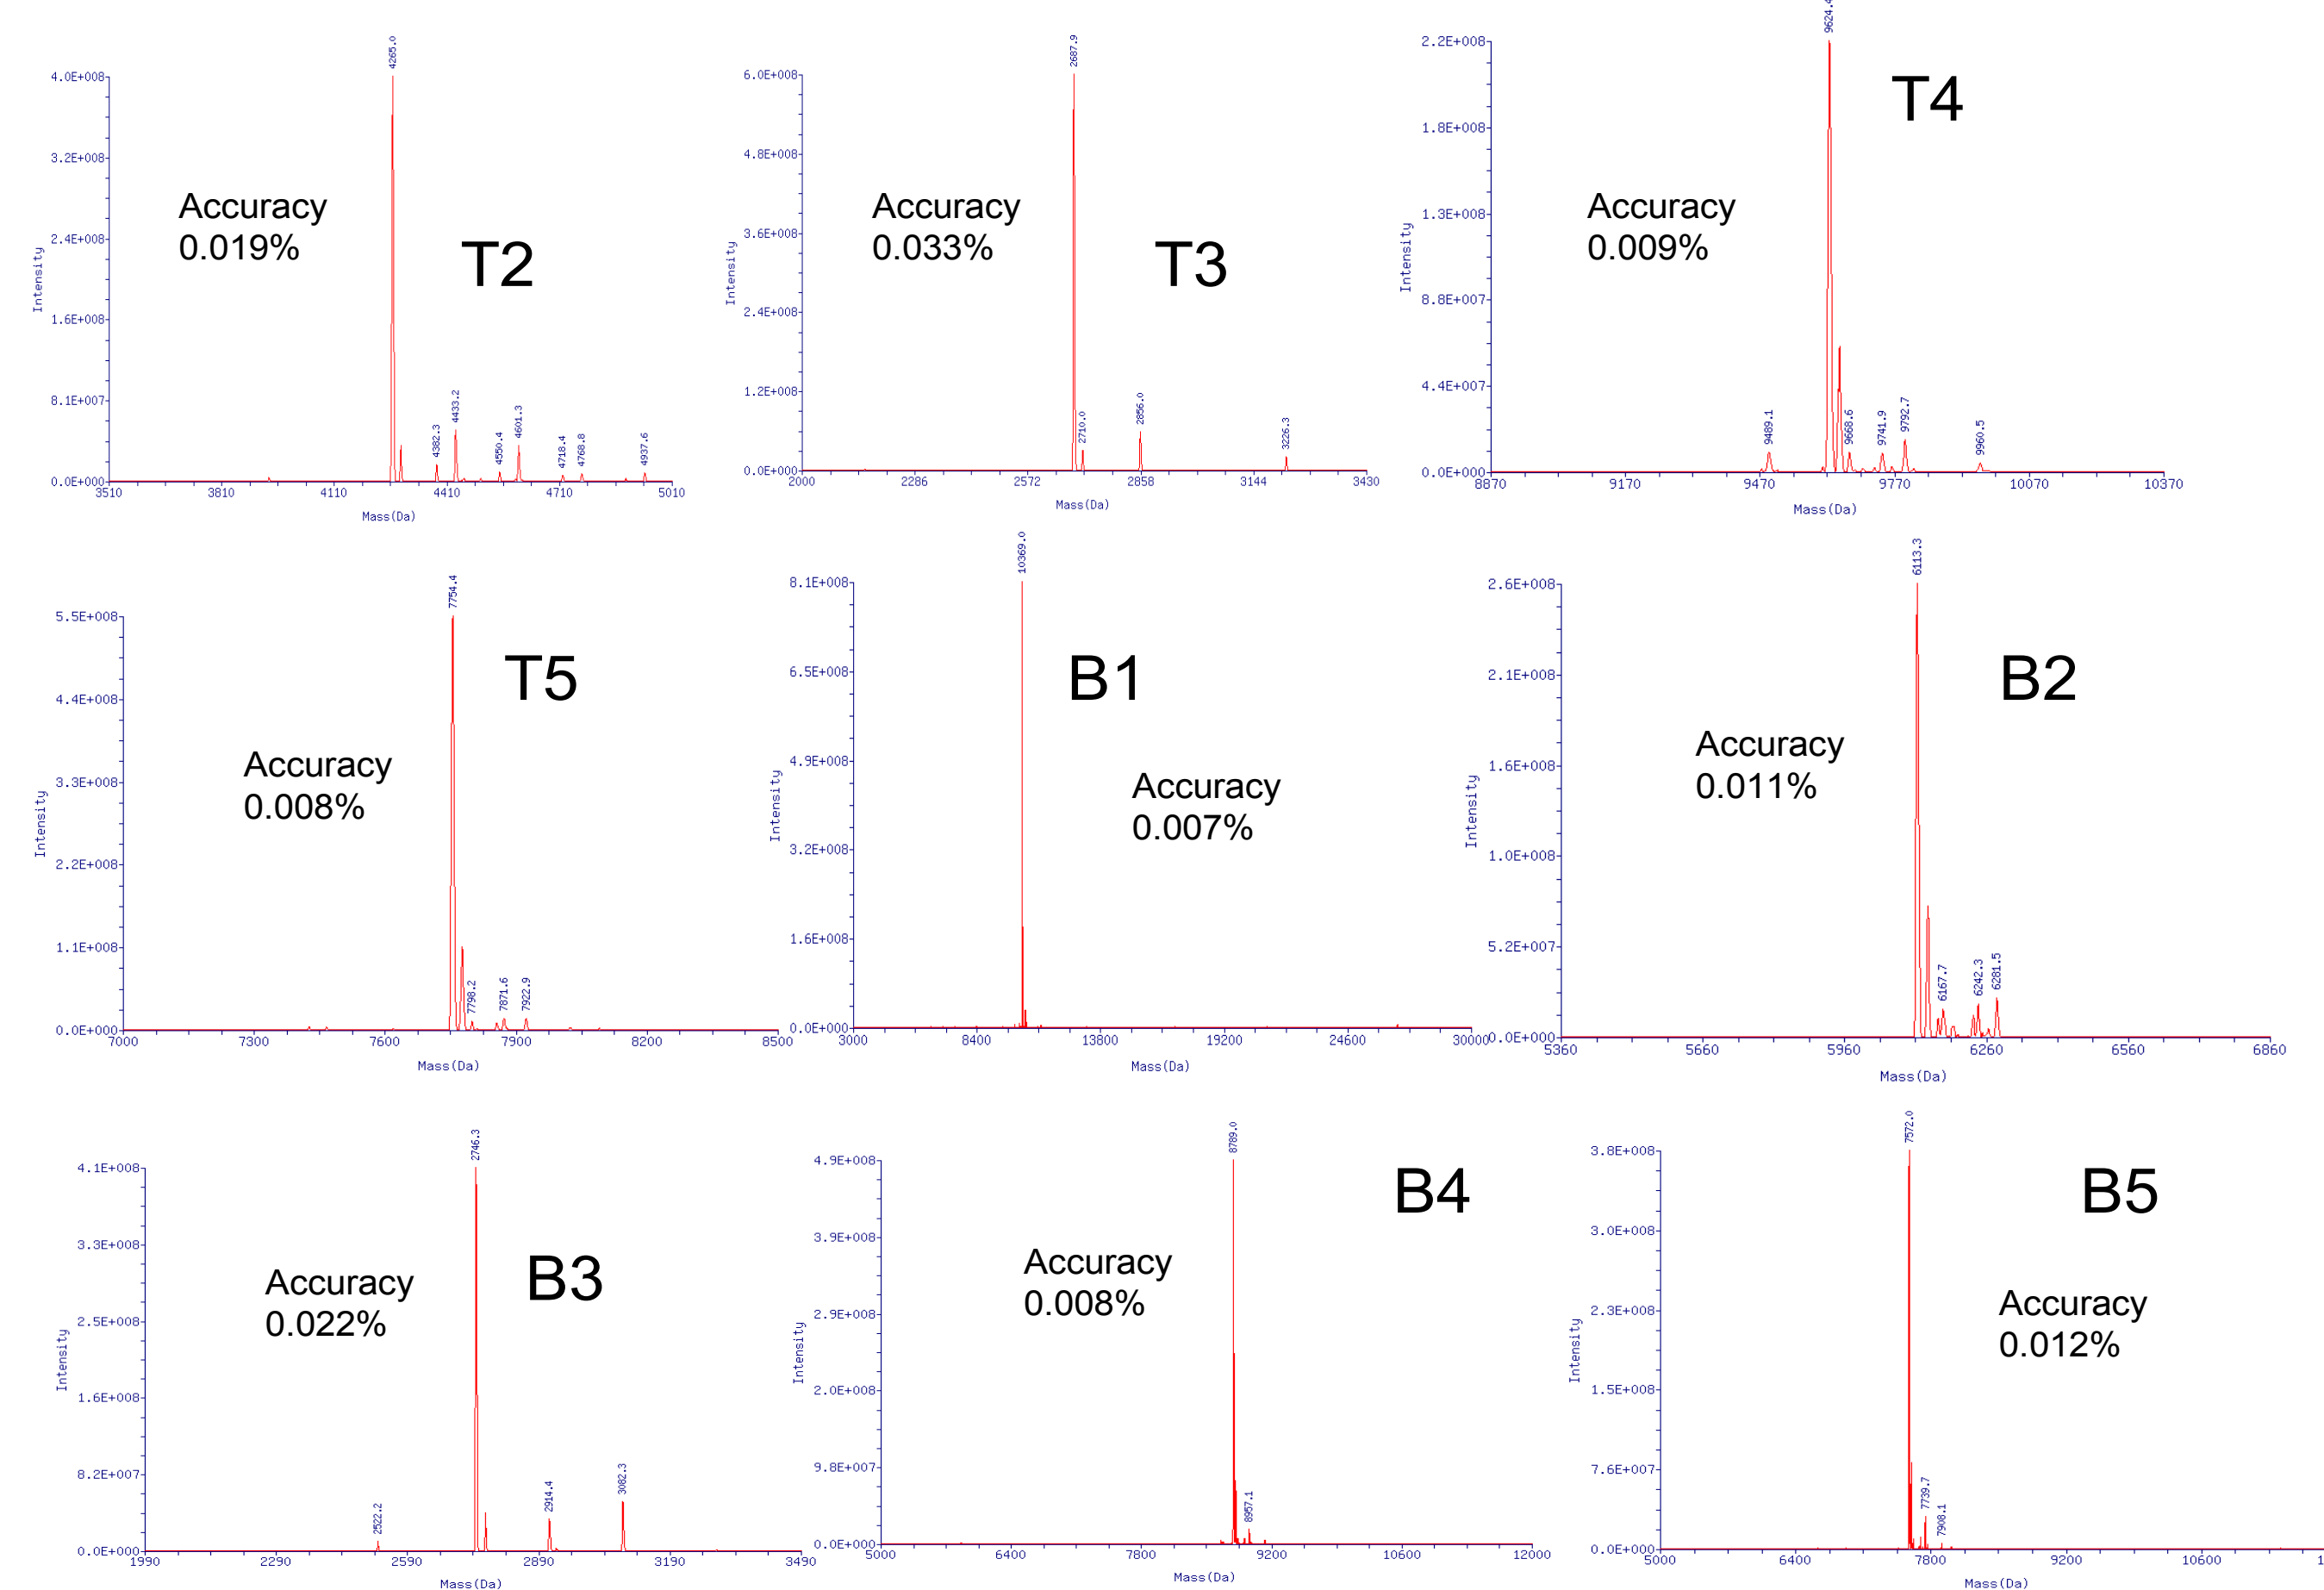 4265.0
4.0E+008
3.2E+008
2.4E+008
1.6E+008
8.1E+007
0.0E+000
Intensity
Accuracy
0.019%
T2
4382.3
4433.2
4550.4
4601.3
4718.4
4768.8
4937.6
3510 3810 4110 4410 4710 5010
Mass(Da)
2687.9
6.0E+008
4.8E+008
3.6E+008
2.4E+008
1.2E+008
0.0E+000
Intensity
Accuracy
0.033%
T3
2710.0
2856.0
3226.3
2000 2286 2572 2858 3144 3430
Mass(Da)
9624.4
2.2E+008
1.8E+008
1.3E+008
8.8E+007
4.4E+007
0.0E+000
Intensity
Accuracy
0.009%
T4
9489.1
9668.6
9741.9
9792.7
9960.5
8870 9170 9470 9770 10070 10370
Mass(Da)
7754.4
5.5E+008
4.4E+008
3.3E+008
2.2E+008
1.1E+008
0.0E+000
Intensity
Accuracy
0.008%
T5
7798.2
7871.6
7922.9
7000 7300 7600 7900 8200 8500
Mass(Da)
10369.0
8.1E+008
6.5E+008
4.9E+008
3.2E+008
1.6E+008
0.0E+000
Intensity
B1
Accuracy
0.007%
3000 8400 13800 19200 24600 30000
Mass(Da)
6113.3
2.6E+008
2.1E+008
1.6E+008
1.0E+008
5.2E+007
0.0E+000
Intensity
Accuracy
0.011%
B2
6167.7
6242.3
6281.5
5360 5660 5960 6260 6560 6860
Mass(Da)
2746.3
4.1E+008
3.3E+008
2.5E+008
1.6E+008
8.2E+007
0.0E+000
Intensity
Accuracy
0.022%
B3
2522.2
2914.4
3082.3
1990 2290 2590 2890 3190 3490
Mass(Da)
8789.0
4.9E+008
3.9E+008
2.9E+008
2.0E+008
9.8E+007
0.0E+000
Intensity
Accuracy
0.008%
B4
8957.1
5000 6400 7800 9200 10600 12000
Mass(Da)
7572.0
3.8E+008
3.0E+008
2.3E+008
1.5E+008
7.6E+007
0.0E+000
Intensity
B5
Accuracy
0.012%
7739.7
7908.1
5000 6400 7800 9200 10600
Mass(Da)